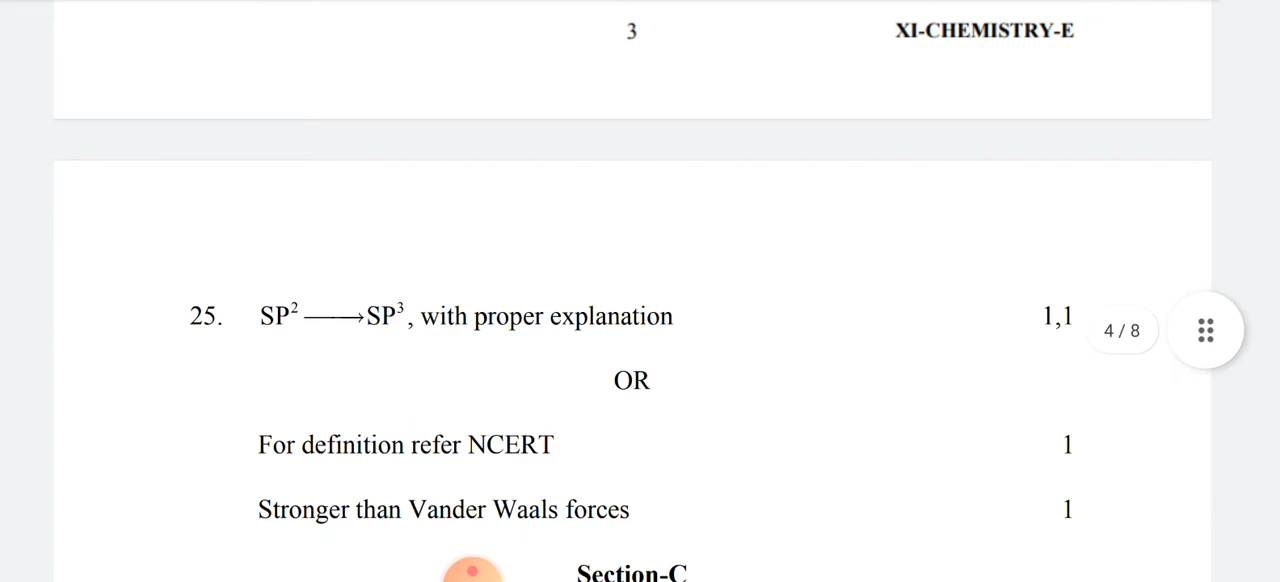 3 XI-CHEMISTRY-E
25. SP² ⟶ SP³, with proper explanation 1,1
4 / 8
OR
For definition refer NCERT 1
Stronger than Vander Waals forces 1
Section-C